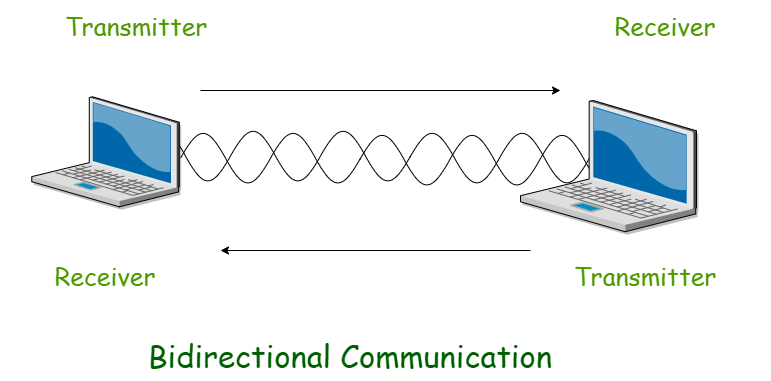 Transmitter
Receiver
Receiver
Transmitter
Bidirectional Communication